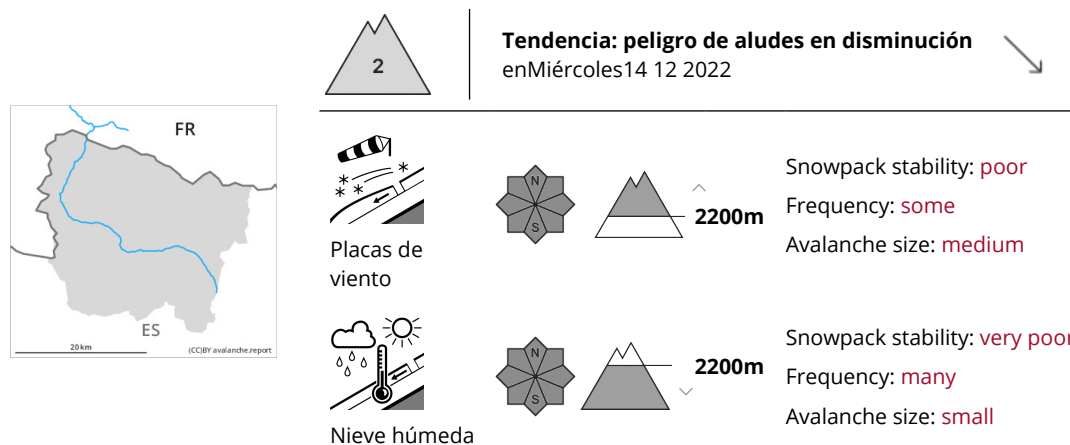 2
Tendencia: peligro de aludes en disminución
enMiércoles14 12 2022
FR
ES
20 km
(CC)BY avalanche.report
Placas de
viento
N
S
2200m
Snowpack stability: poor
Frequency: some
Avalanche size: medium
Nieve húmeda
N
S
2200m
Snowpack stability: very poor
Frequency: many
Avalanche size: small